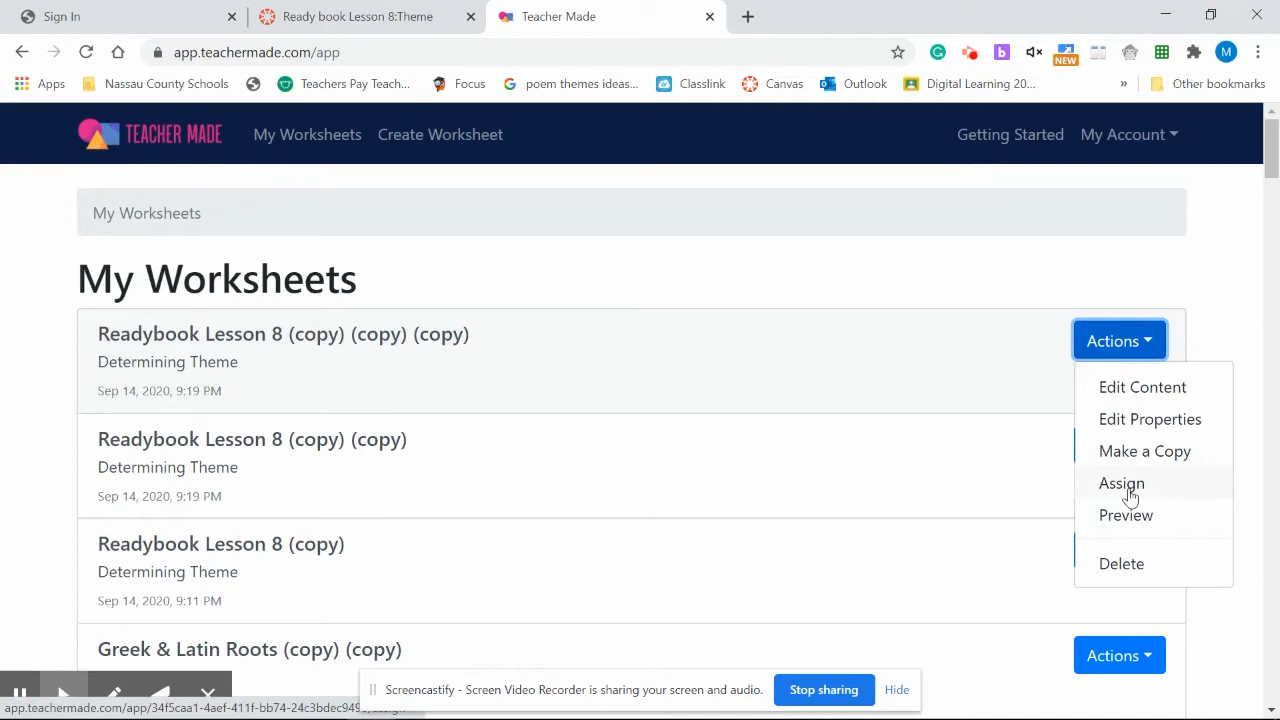 Sign In
Ready book Lesson 8:Theme
Teacher Made
app.teachermade.com/app
NEW
M
Apps
Nassau County Schools
Teachers Pay Teach...
Focus
poem themes ideas...
Classlink
Canvas
Outlook
Digital Learning 20...
»
Other bookmarks
TEACHER MADE
My Worksheets
Create Worksheet
Getting Started
My Account
My Worksheets
My Worksheets
Readybook Lesson 8 (copy) (copy) (copy)
Determining Theme
Sep 14, 2020, 9:19 PM
Actions
Edit Content
Edit Properties
Make a Copy
Assign
Preview
Delete
Readybook Lesson 8 (copy) (copy)
Determining Theme
Sep 14, 2020, 9:19 PM
Readybook Lesson 8 (copy)
Determining Theme
Sep 14, 2020, 9:11 PM
Greek & Latin Roots (copy) (copy)
Actions
Screencastify - Screen Video Recorder is sharing your screen and audio.
Stop sharing
Hide